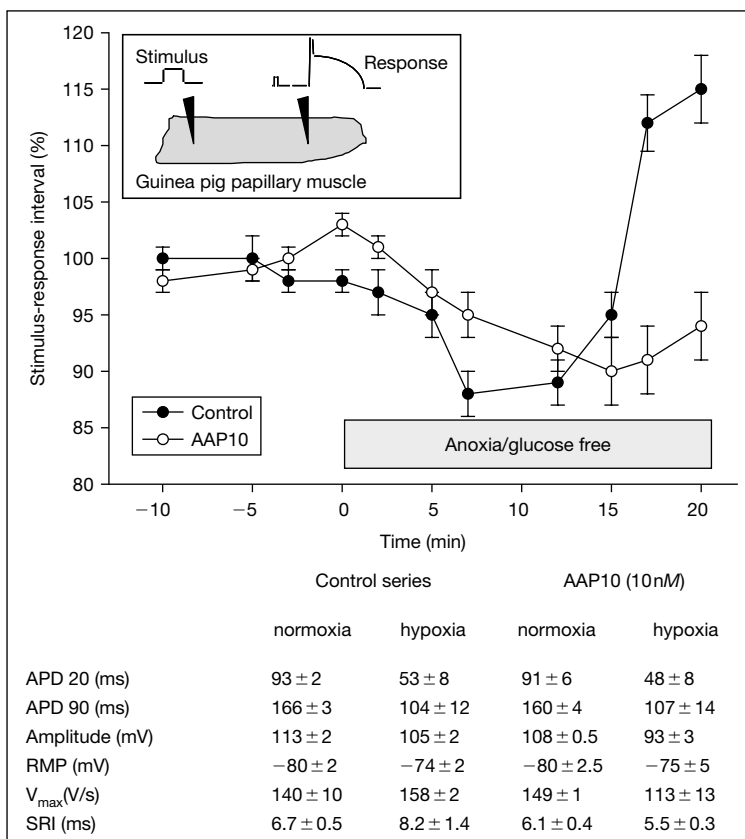 120
115
110
105
100
95
90
85
80
Stimulus-response interval (%)
Stimulus
Response
Guinea pig papillary muscle
Control
AAP10
Anoxia/glucose free
−10 −5 0 5 10 15 20
Time (min)
Control series AAP10 (10nM)
normoxia hypoxia normoxia hypoxia
APD 20 (ms) 93±2 53±8 91±6 48±8
APD 90 (ms) 166±3 104±12 160±4 107±14
Amplitude (mV) 113±2 105±2 108±0.5 93±3
RMP (mV) −80±2 −74±2 −80±2.5 −75±5
Vmax(V/s) 140±10 158±2 149±1 113±13
SRI (ms) 6.7±0.5 8.2±1.4 6.1±0.4 5.5±0.3